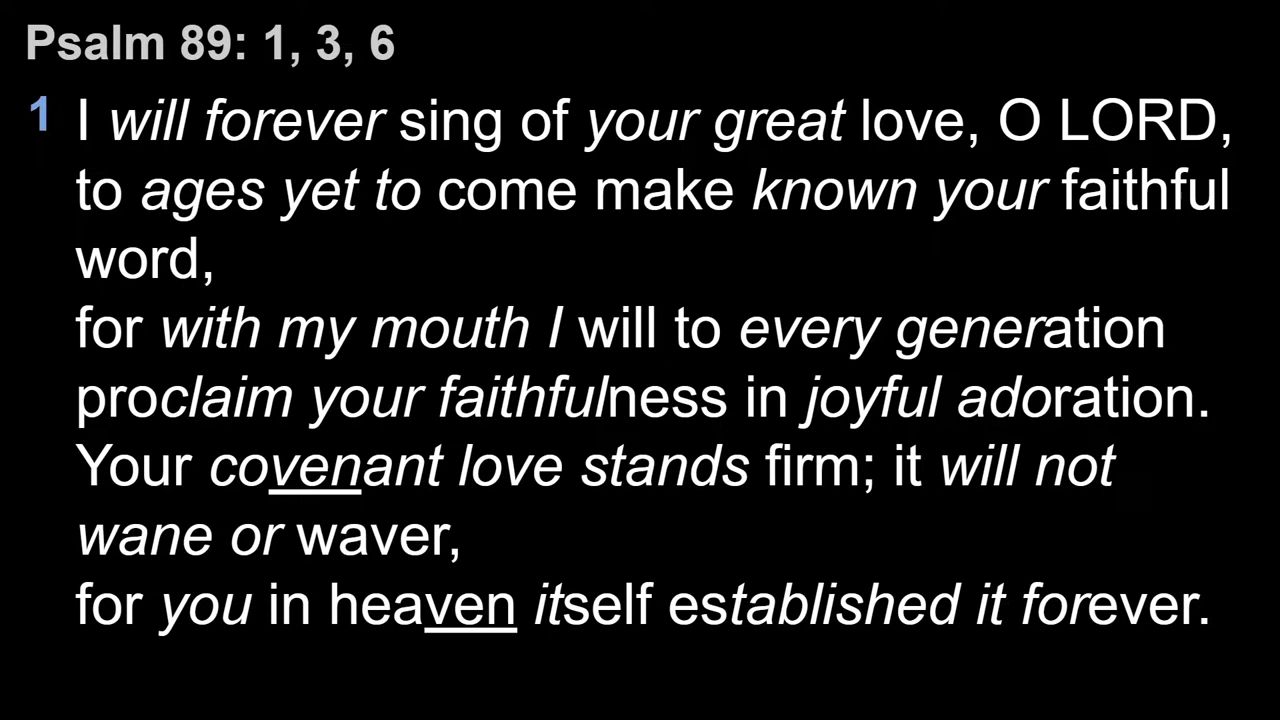 Psalm 89: 1, 3, 6
1 I will forever sing of your great love, O LORD,
to ages yet to come make known your faithful
word,
for with my mouth I will to every generation
proclaim your faithfulness in joyful adoration.
Your covenant love stands firm; it will not
wane or waver,
for you in heaven itself established it forever.